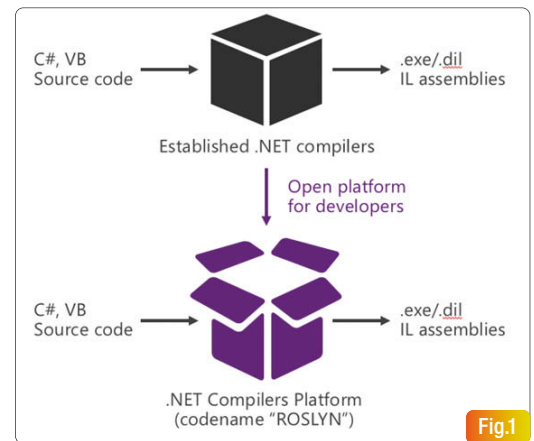 C#, VB
Source code
.exe/.dil
IL assemblies
Established .NET compilers
Open platform
for developers
C#, VB
Source code
.exe/.dil
IL assemblies
.NET Compilers Platform
(codename “ROSLYN”)
Fig.1